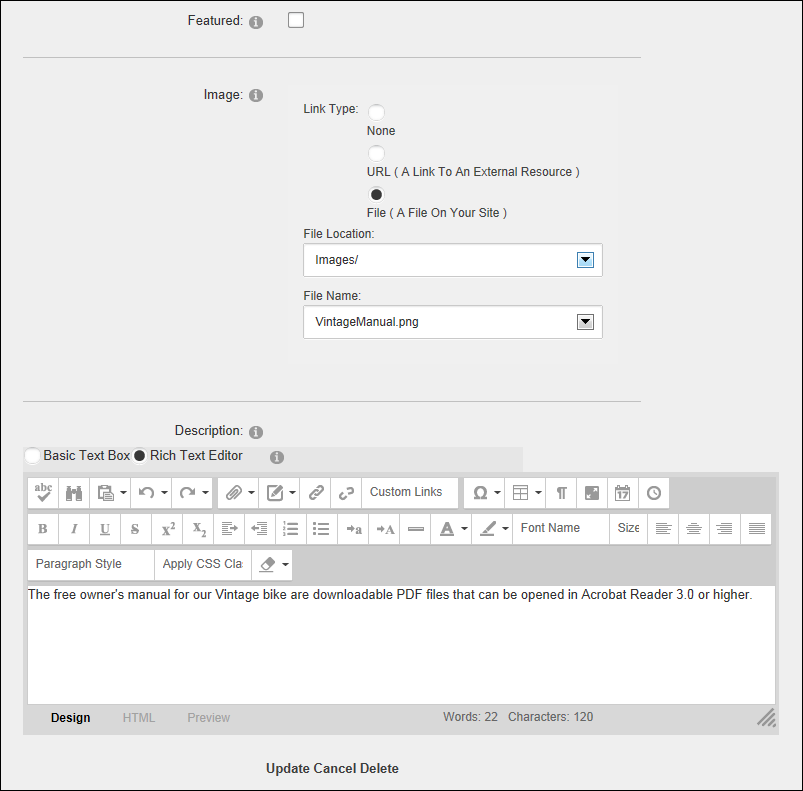 Featured:
Image:
Link Type:
None
URL ( A Link To An External Resource )
File ( A File On Your Site )
File Location:
Images/
File Name:
VintageManual.png
Description:
Basic Text Box Rich Text Editor
abc Custom Links Ω ¶ 17
B I U S x² x₂ 1 2 3 a A A Font Name Size
Paragraph Style Apply CSS Cla
The free owner's manual for our Vintage bike are downloadable PDF files that can be opened in Acrobat Reader 3.0 or higher.
Design HTML Preview Words: 22 Characters: 120
Update Cancel Delete